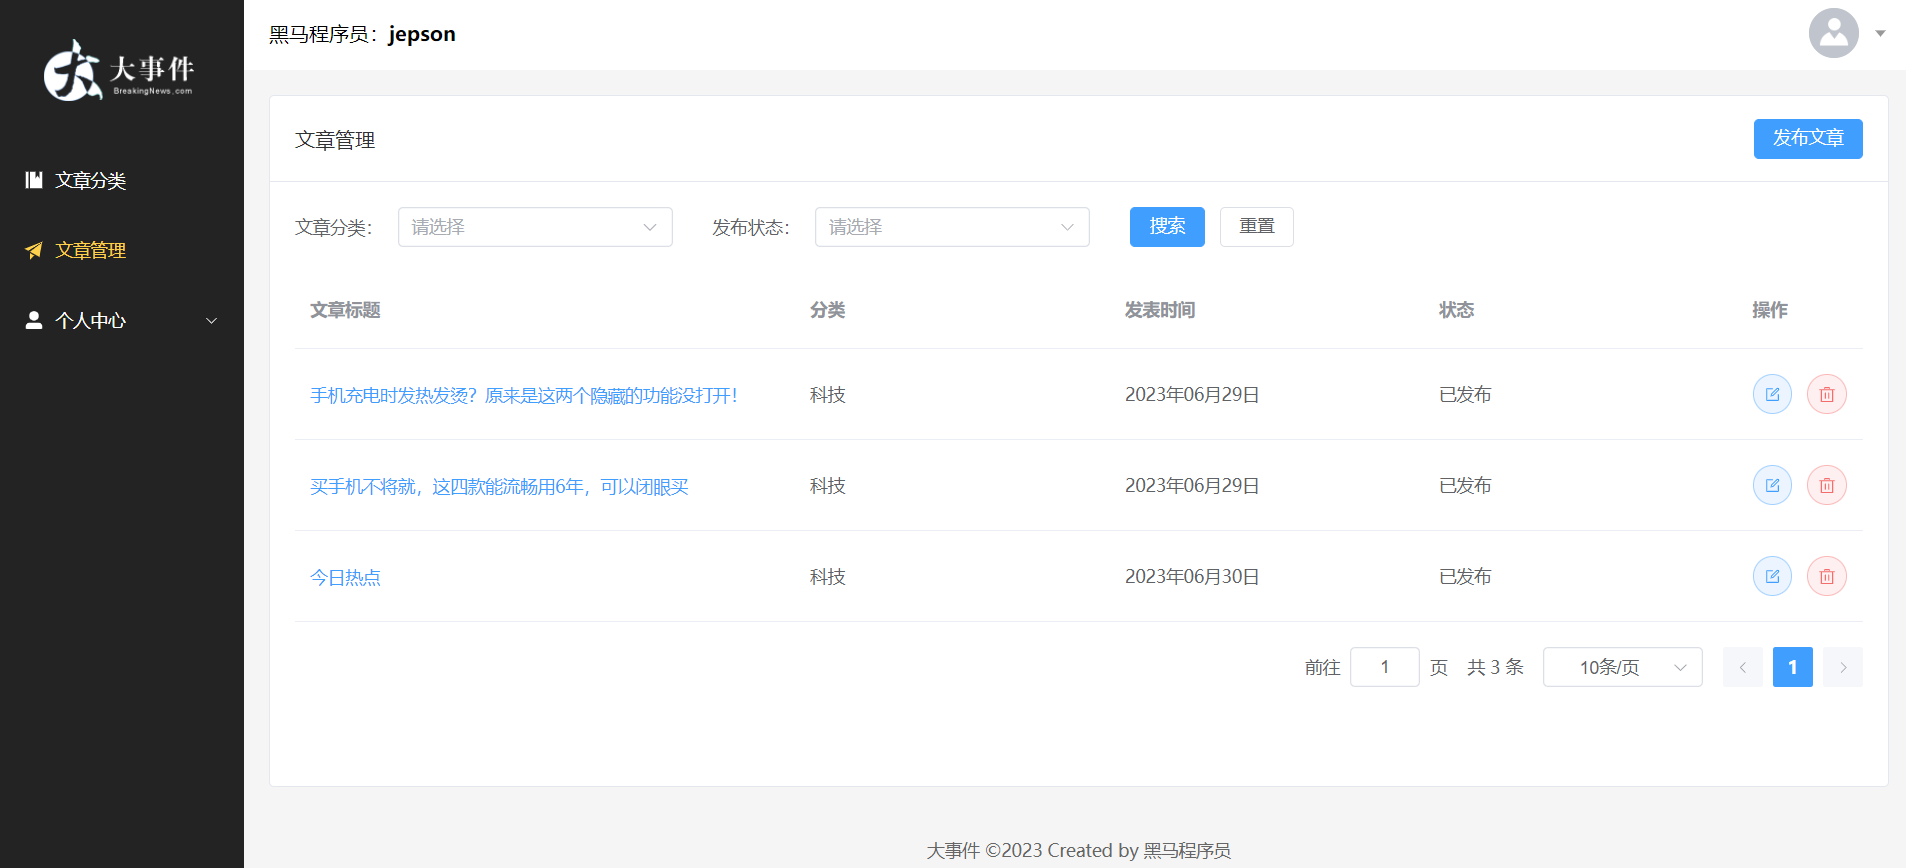 大事件
BreakingNews.com
文章分类
文章管理
个人中心
黑马程序员：jepson
文章管理
发布文章
文章分类： 请选择 发布状态： 请选择 搜索 重置
文章标题 分类 发表时间 状态 操作
手机充电时发热发烫？原来是这两个隐藏的功能没打开！ 科技 2023年06月29日 已发布
买手机不将就，这四款能流畅用6年，可以闭眼买 科技 2023年06月29日 已发布
今日热点 科技 2023年06月30日 已发布
前往 1 页 共 3 条 10条/页 1
大事件 ©2023 Created by 黑马程序员